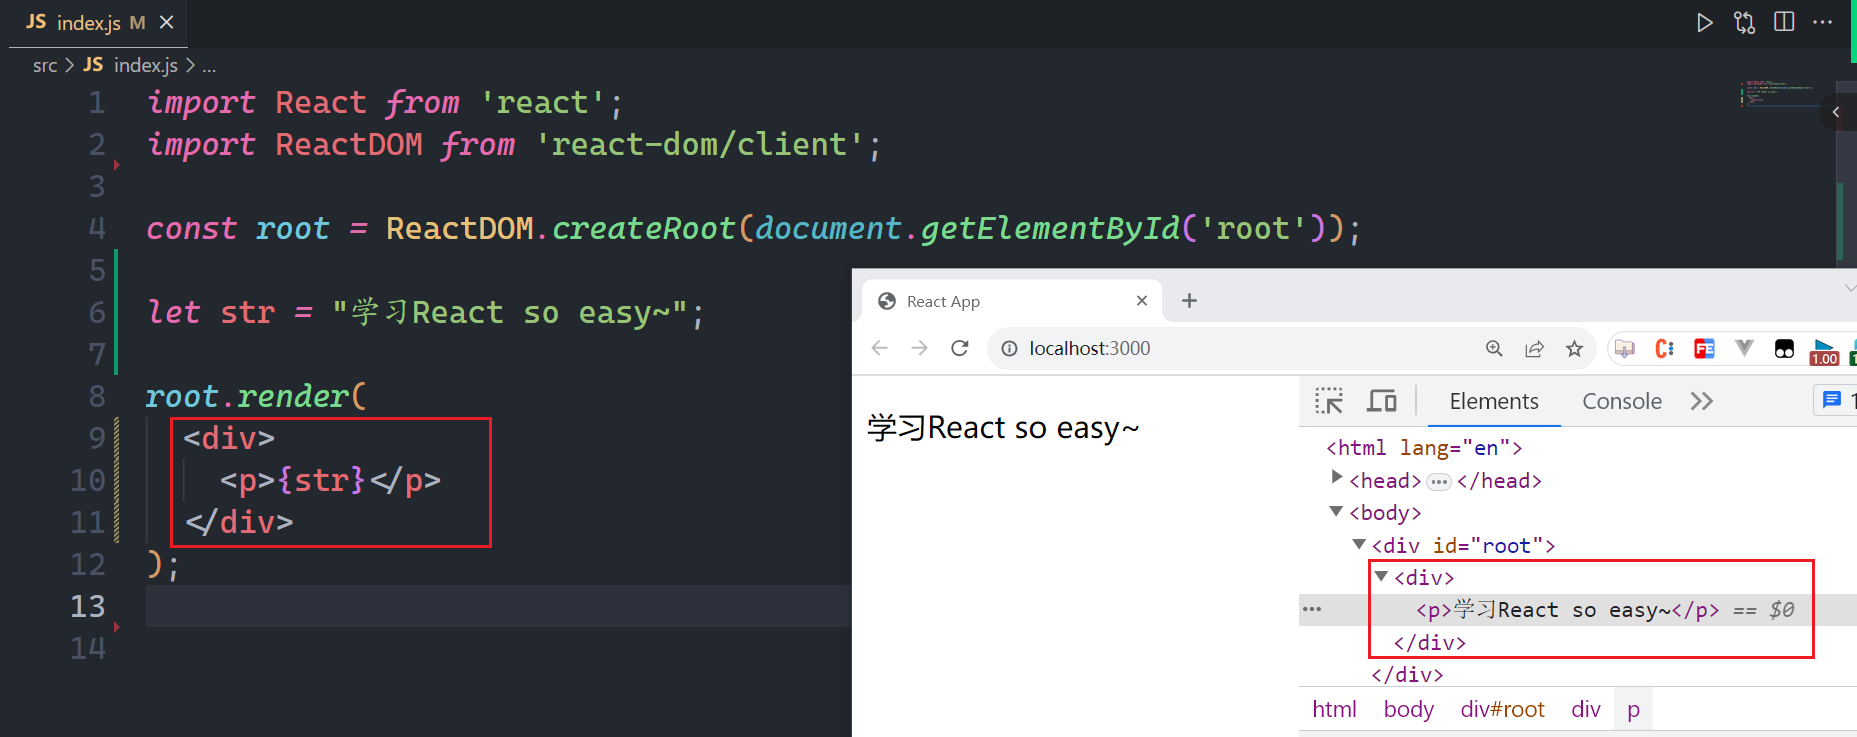 JS index.js M ×
src > JS index.js > ...
1 import React from 'react';
2 import ReactDOM from 'react-dom/client';
3
4 const root = ReactDOM.createRoot(document.getElementById('root'));
5
6 let str = "学习React so easy~";
7
8 root.render(
9 <div>
10 <p>{str}</p>
11 </div>
12 );
13
14
React App
localhost:3000
1.00
学习React so easy~
Elements Console
<html lang="en">
<head> ... </head>
<body>
<div id="root">
<div>
... <p>学习React so easy~</p> == $0
</div>
</div>
html body div#root div p